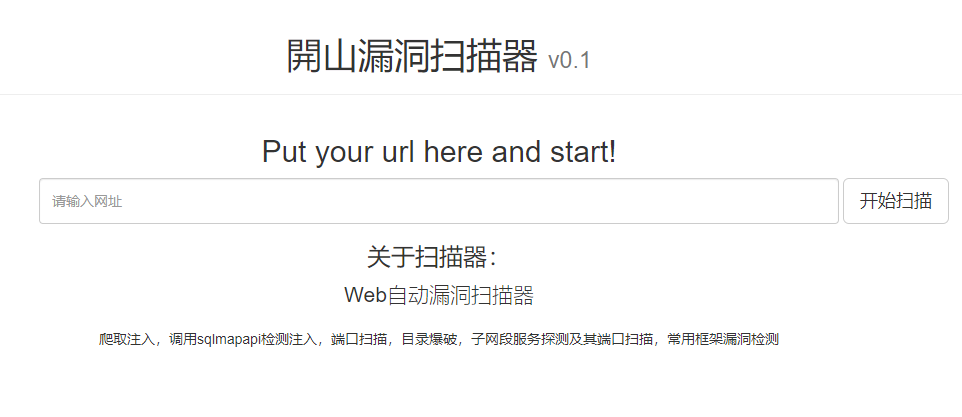 開山漏洞扫描器 v0.1
Put your url here and start!
请输入网址
开始扫描
关于扫描器：
Web自动漏洞扫描器
爬取注入，调用sqlmapapi检测注入，端口扫描，目录爆破，子网段服务探测及其端口扫描，常用框架漏洞检测